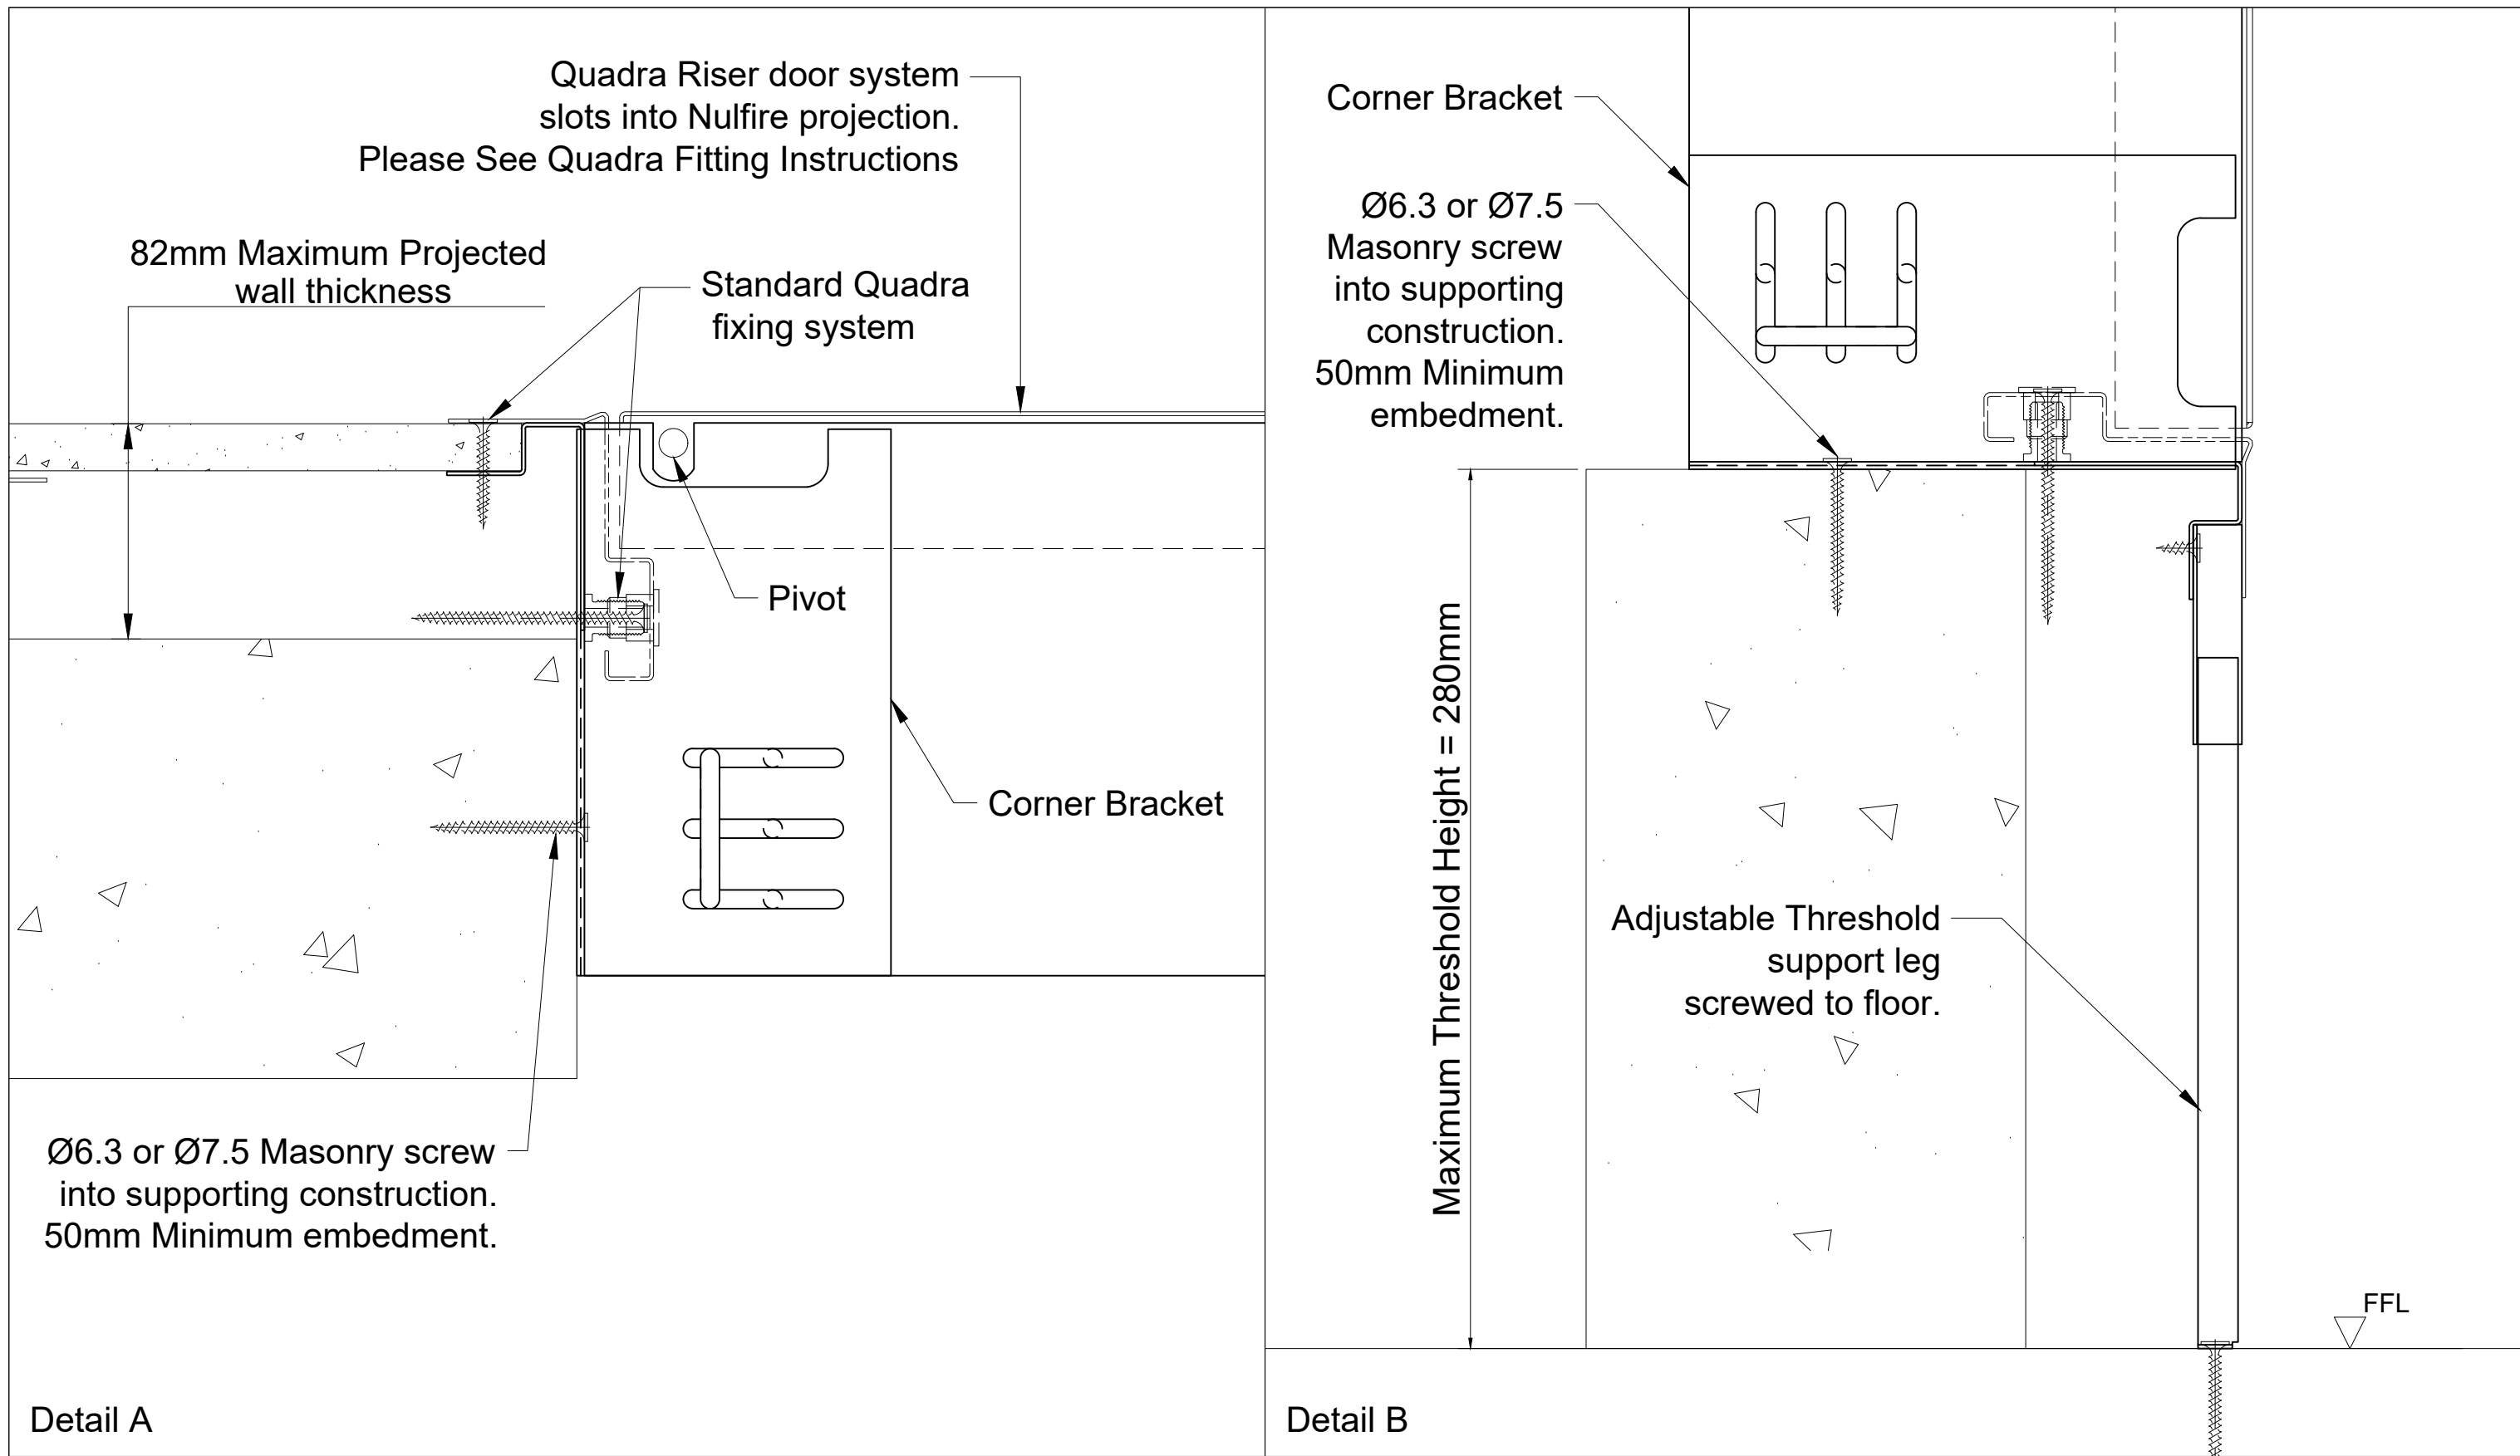 Quadra Riser door system
slots into Nulfire projection.
Please See Quadra Fitting Instructions
82mm Maximum Projected
wall thickness
Standard Quadra
fixing system
Pivot
Corner Bracket
Ø6.3 or Ø7.5 Masonry screw
into supporting construction.
50mm Minimum embedment.
Detail A
Corner Bracket
Ø6.3 or Ø7.5
Masonry screw
into supporting
construction.
50mm Minimum
embedment.
Maximum Threshold Height = 280mm
Adjustable Threshold
support leg
screwed to floor.
FFL
Detail B